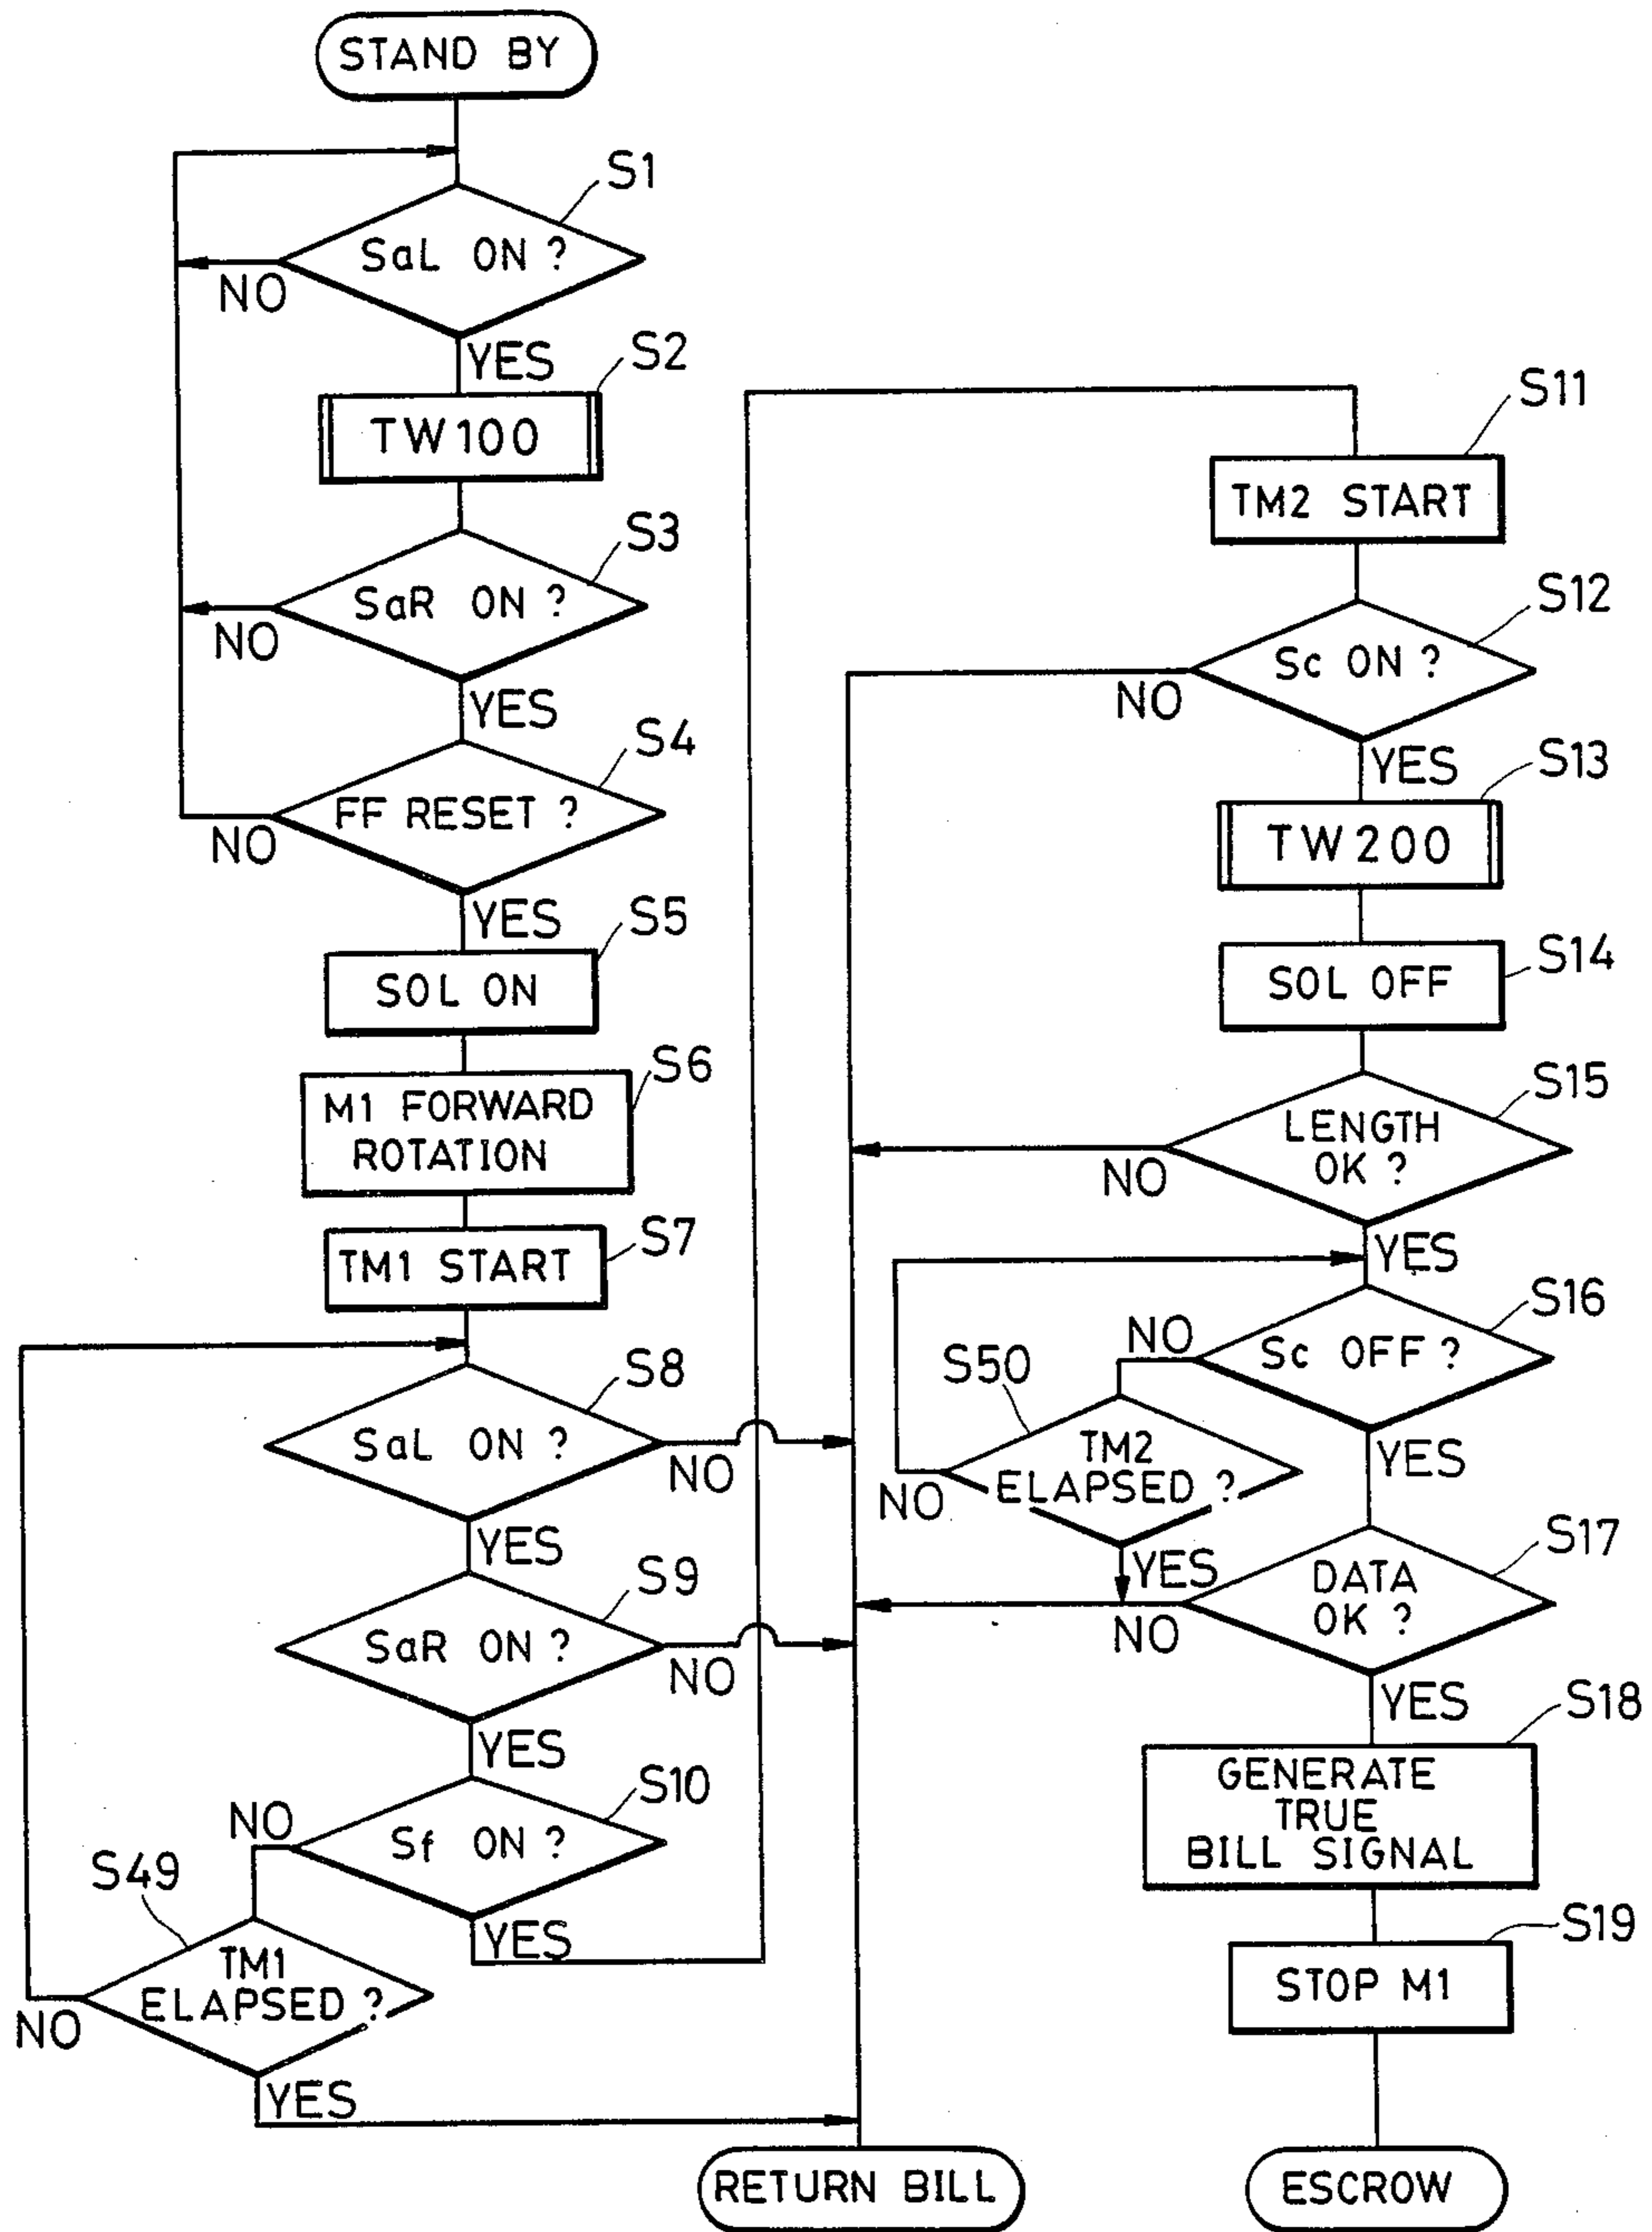 STAND BY
S1
SaL ON ?
NO
YES
S2
TW100
S3
SaR ON ?
NO
YES
S4
FF RESET ?
NO
YES
S5
SOL ON
S6
M1 FORWARD
ROTATION
S7
TM1 START
S8
SaL ON ?
NO
YES
S9
SaR ON ?
NO
YES
S10
Sf ON ?
NO
YES
S49
TM1
ELAPSED ?
NO
YES
S11
TM2 START
S12
Sc ON ?
NO
YES
S13
TW200
S14
SOL OFF
S15
LENGTH
OK ?
NO
YES
S16
Sc OFF ?
NO
YES
S50
TM2
ELAPSED ?
NO
YES
S17
DATA
OK ?
NO
YES
S18
GENERATE
TRUE
BILL SIGNAL
S19
STOP M1
RETURN BILL
ESCROW